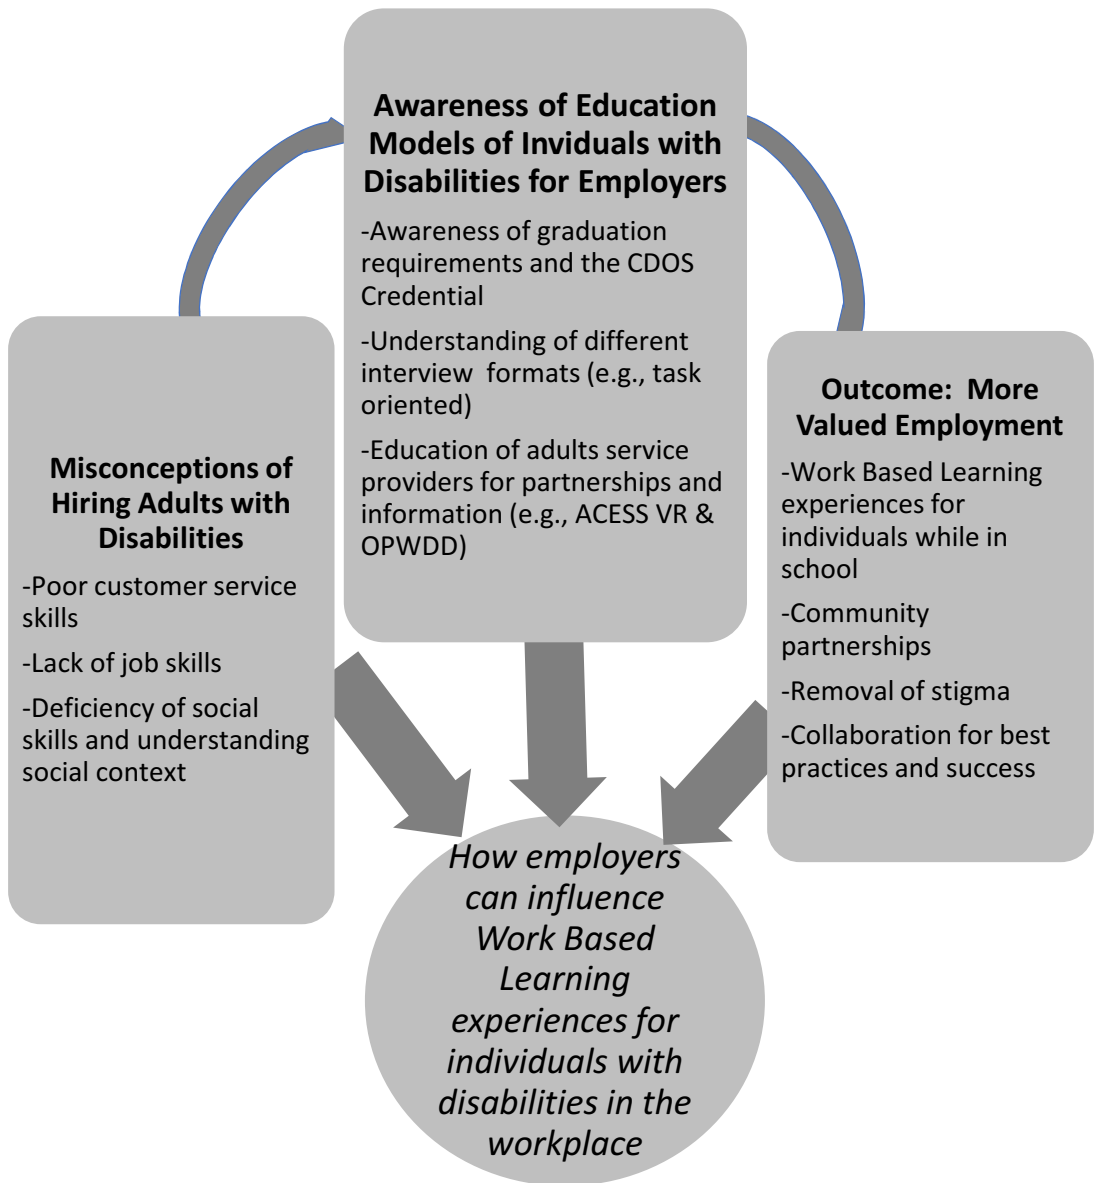 Awareness of Education
Models of Inviduals with
Disabilities for Employers
-Awareness of graduation
requirements and the CDOS
Credential
-Understanding of different
interview  formats (e.g., task
oriented)
-Education of adults service
providers for partnerships and
information (e.g., ACESS VR &
OPWDD)
Misconceptions of
Hiring Adults with
Disabilities
-Poor customer service
skills
-Lack of job skills
-Deficiency of social
skills and understanding
social context
Outcome:  More
Valued Employment
-Work Based Learning
experiences for
individuals while in
school
-Community
partnerships
-Removal of stigma
-Collaboration for best
practices and success
How employers
can influence
Work Based
Learning
experiences for
individuals with
disabilities in the
workplace